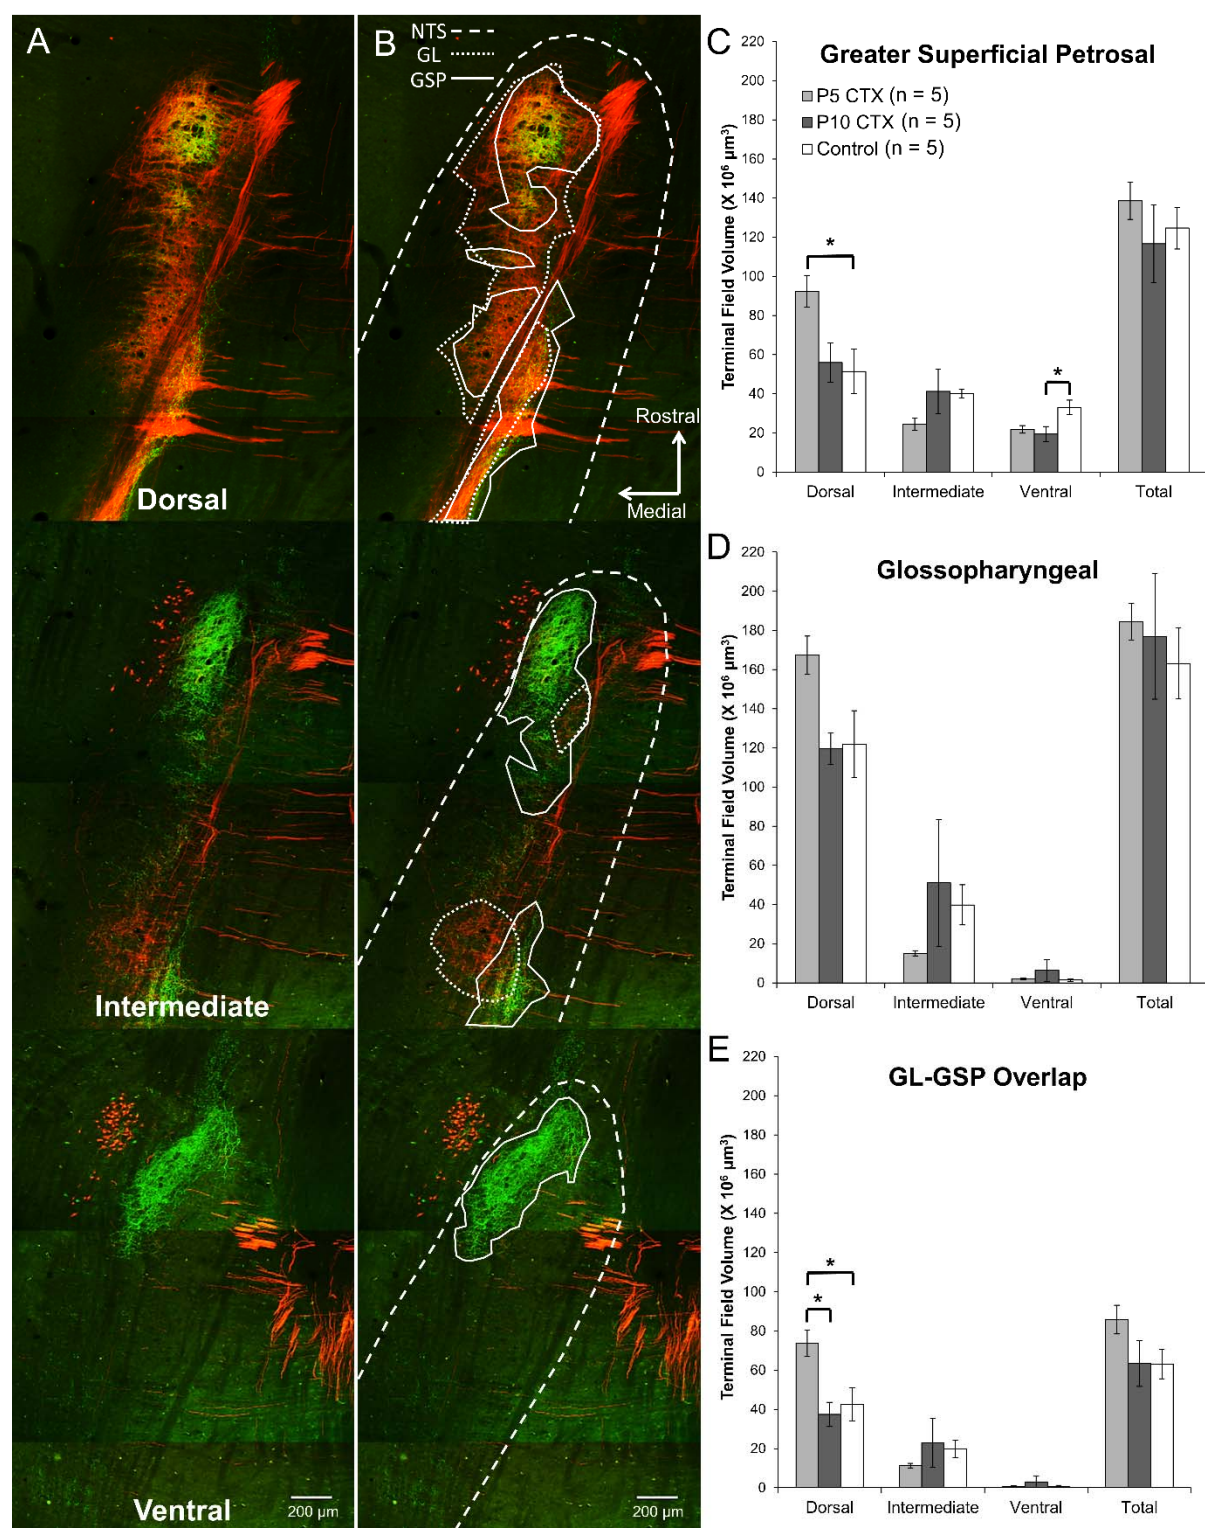 A
Dorsal
Intermediate
Ventral
200 µm
B
NTS
GL
GSP
Rostral
Medial
200 µm
C
Greater Superficial Petrosal
P5 CTX (n = 5)
P10 CTX (n = 5)
Control (n = 5)
Terminal Field Volume (X 10⁶ µm³)
220
200
180
160
140
120
100
80
60
40
20
0
*
*
Dorsal Intermediate Ventral Total
D
Glossopharyngeal
Terminal Field Volume (X 10⁶ µm³)
220
200
180
160
140
120
100
80
60
40
20
0
Dorsal Intermediate Ventral Total
E
GL-GSP Overlap
Terminal Field Volume (X 10⁶ µm³)
220
200
180
160
140
120
100
80
60
40
20
0
*
*
Dorsal Intermediate Ventral Total